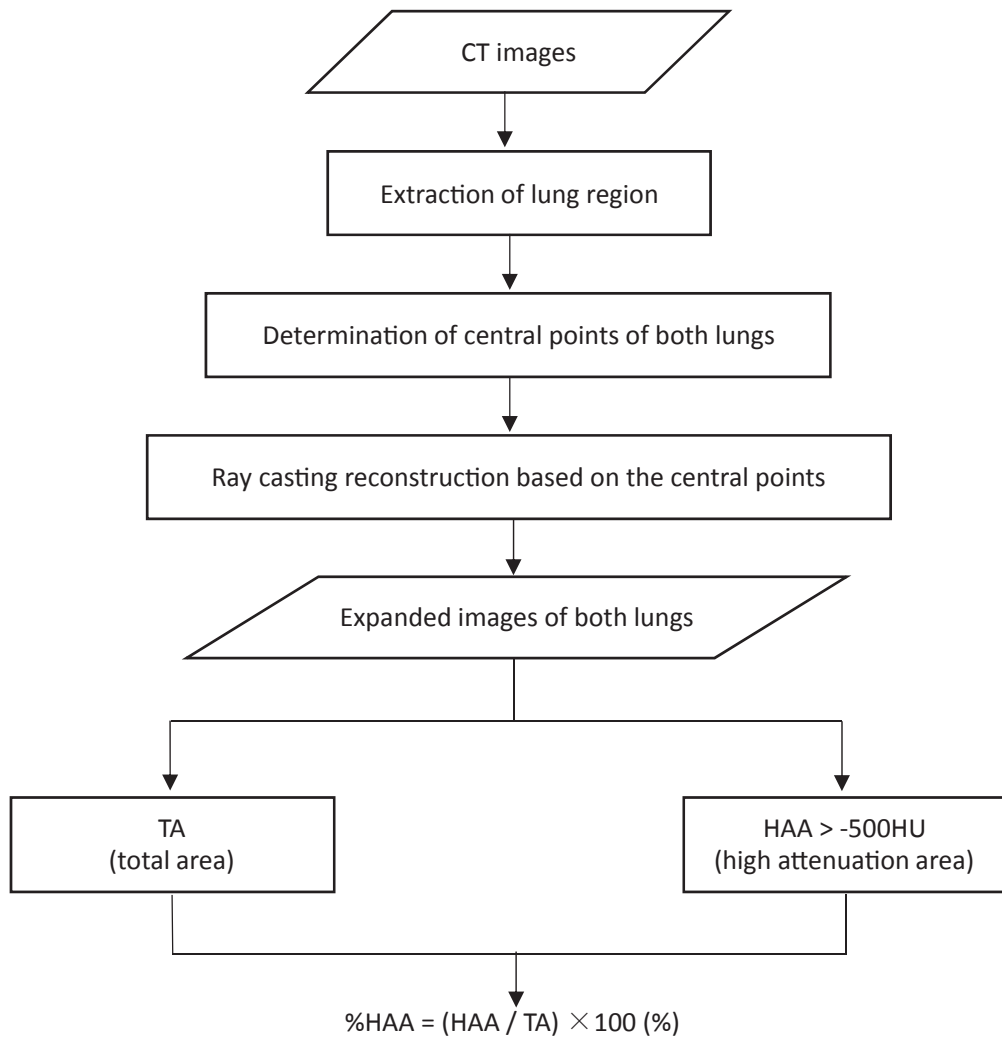 CT images
Extraction of lung region
Determination of central points of both lungs
Ray casting reconstruction based on the central points
Expanded images of both lungs
TA
(total area)
HAA > -500HU
(high attenuation area)
%HAA = (HAA / TA) ×100 (%)